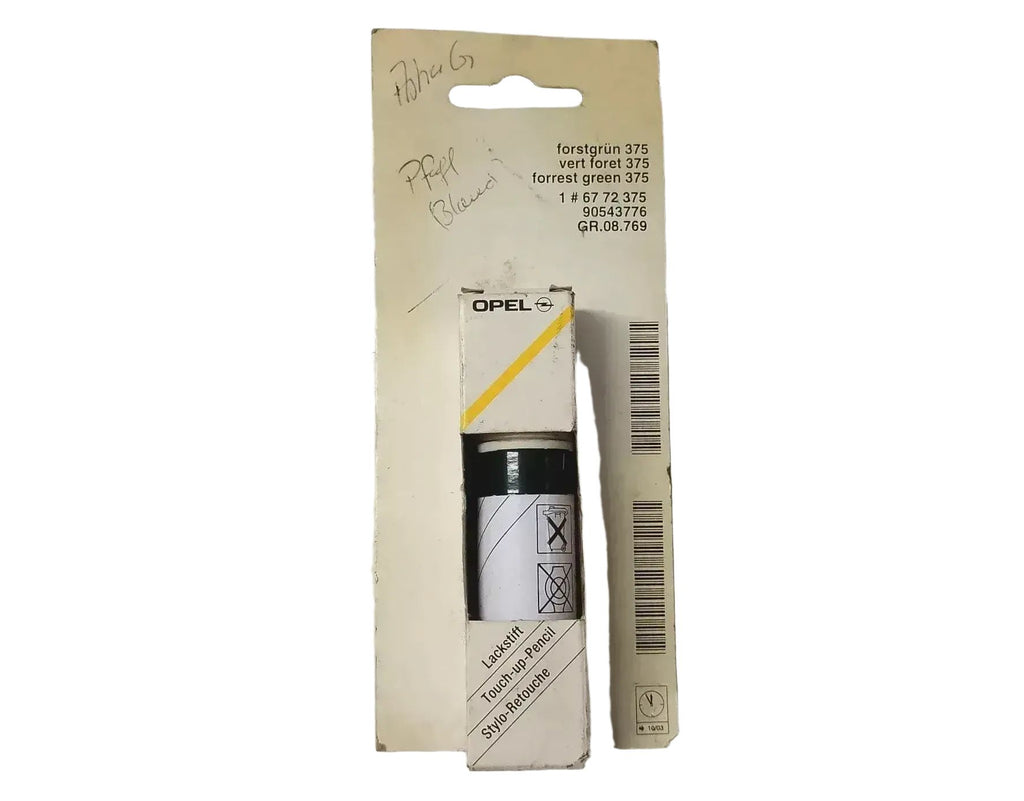 forstgrün 375
vert foret 375
forrest green 375
1 # 67 72 375
90543776
GR.08.769
OPEL
Lackstift
Touch-up-Pencil
Stylo-Retouche
10/03